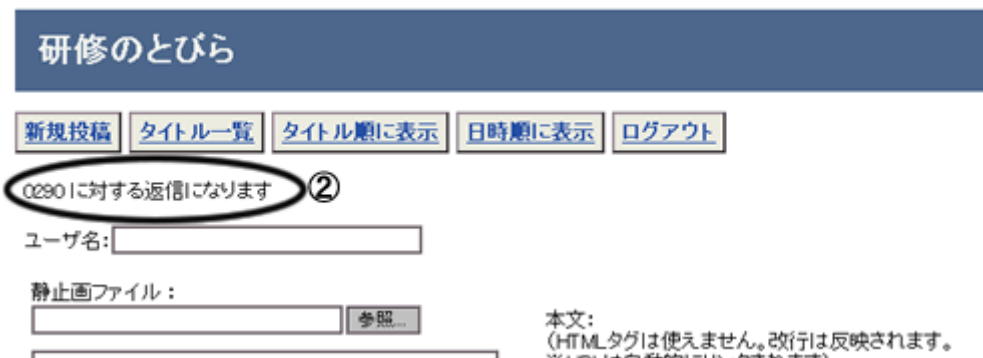 研修のとびら
新規投稿 タイトル一覧 タイトル順に表示 日時順に表示 ログアウト
0290 に対する返信になります ②
ユーザ名:
静止画ファイル:
参照...
本文:
(HTMLタグは使えません。改行は反映されます。